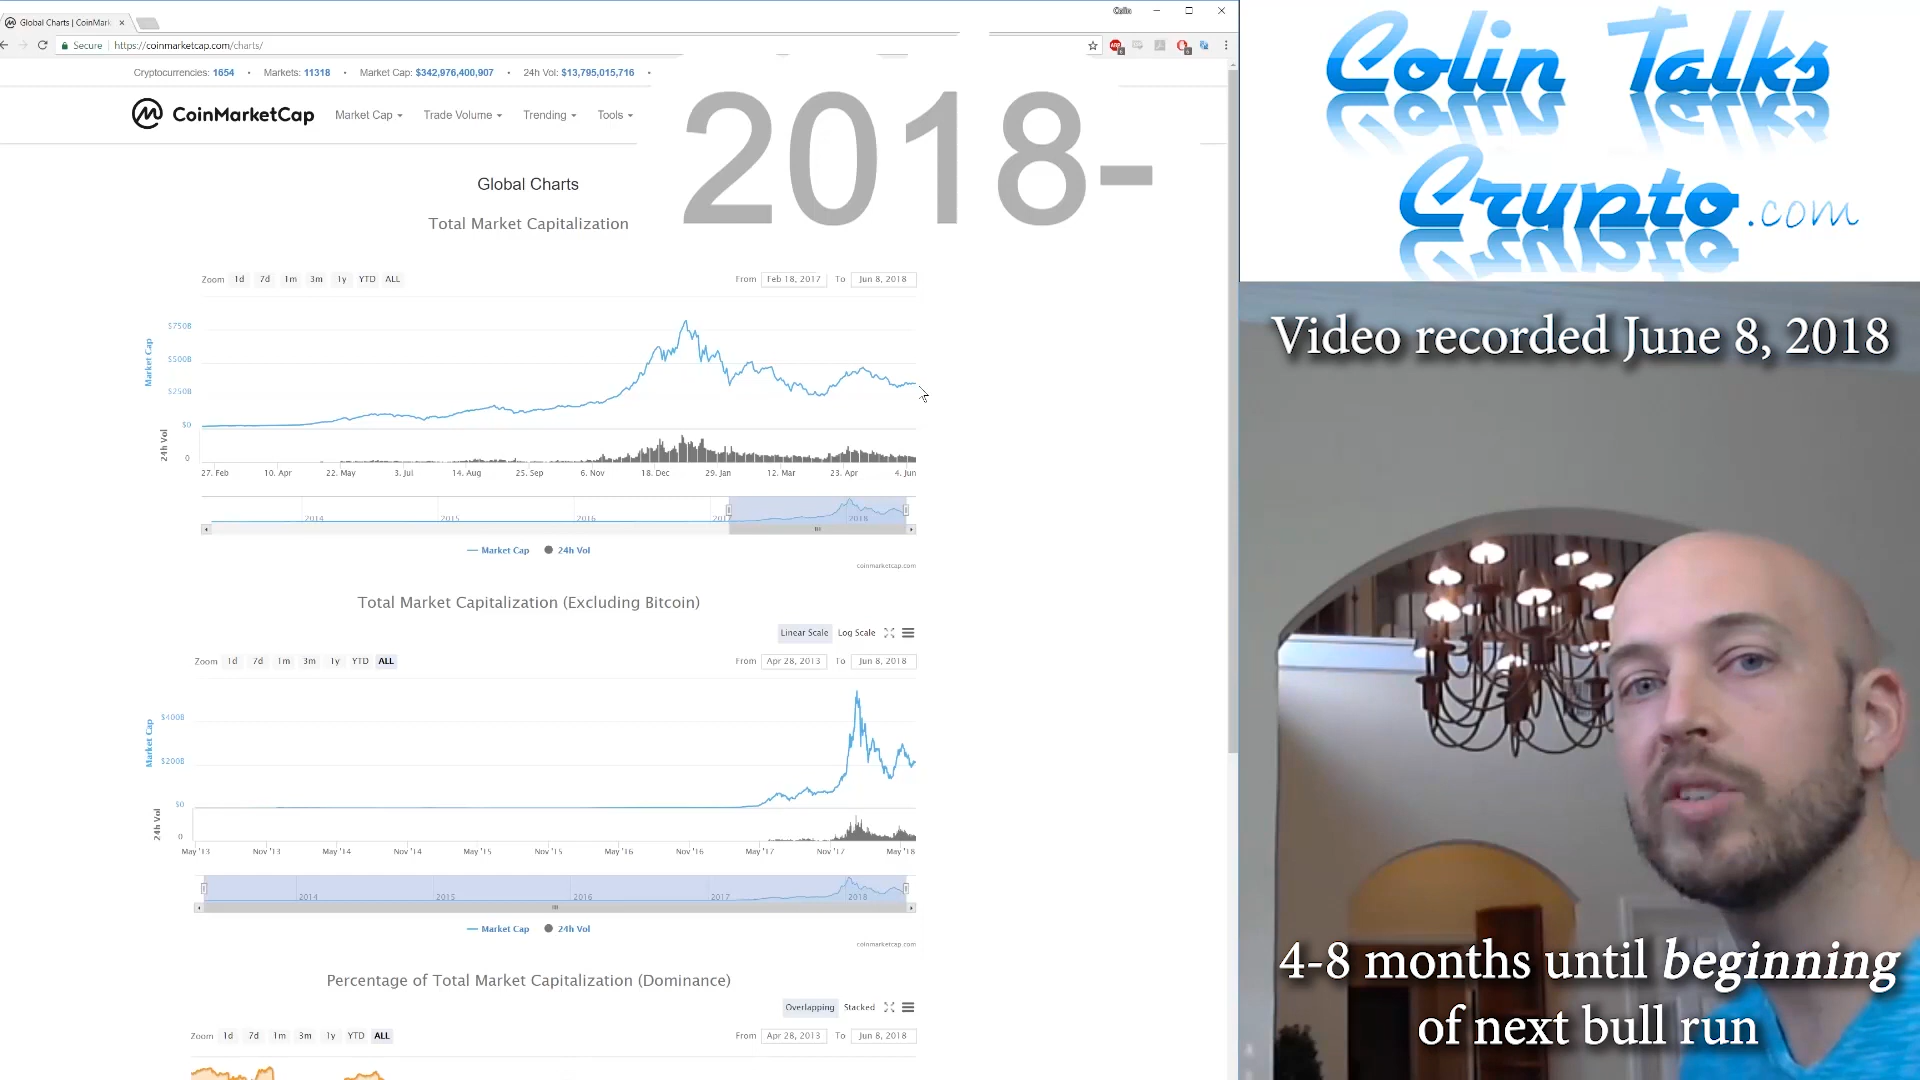 Colin
Global Charts | CoinMark
Secure
https://coinmarketcap.com/charts/
Cryptocurrencies: 1654 • Markets: 11318 • Market Cap: $342,976,400,907 • 24h Vol: $13,795,015,716 •
CoinMarketCap
Market Cap
Trade Volume
Trending
Tools
2018-
Global Charts
Total Market Capitalization
Zoom 1d 7d 1m 3m 1y YTD ALL
From Feb 18, 2017 To Jun 8, 2018
Market Cap
$750B
$500B
$250B
$0
24h Vol
0
27. Feb 10. Apr 22. May 3. Jul 14. Aug 25. Sep 6. Nov 18. Dec 29. Jan 12. Mar 23. Apr 4. Jun
2014 2015 2016 2017 2018
Market Cap 24h Vol
coinmarketcap.com
Total Market Capitalization (Excluding Bitcoin)
Linear Scale Log Scale
Zoom 1d 7d 1m 3m 1y YTD ALL
From Apr 28, 2013 To Jun 8, 2018
Market Cap
$400B
$200B
$0
24h Vol
0
May '13 Nov '13 May '14 Nov '14 May '15 Nov '15 May '16 Nov '16 May '17 Nov '17 May '18
2014 2015 2016 2017 2018
Market Cap 24h Vol
coinmarketcap.com
Percentage of Total Market Capitalization (Dominance)
Overlapping Stacked
Zoom 1d 7d 1m 3m 1y YTD ALL
From Apr 28, 2013 To Jun 8, 2018
Colin Talks
Crypto.com
Video recorded June 8, 2018
4-8 months until beginning
of next bull run